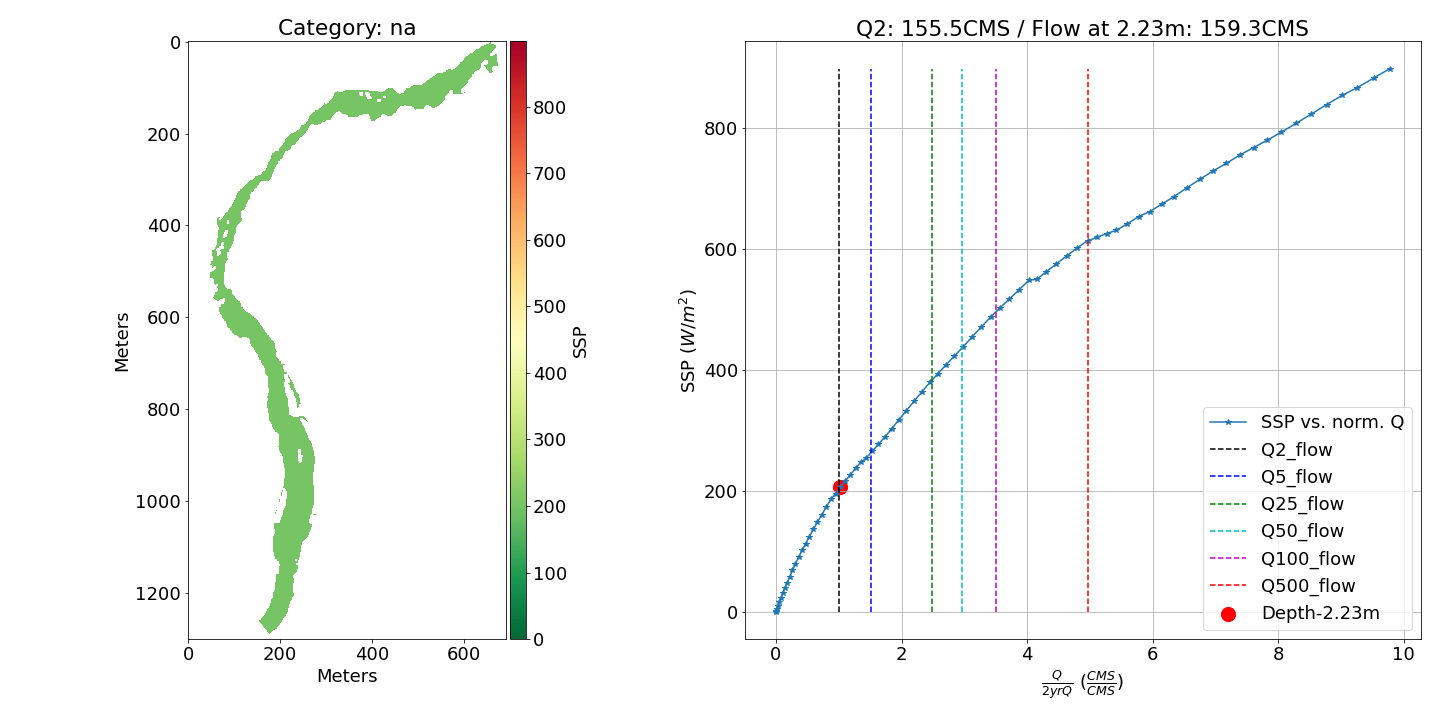 Category: na
0
200
400
600
800
1000
1200
Meters
0
200
400
600
Meters
800
700
600
500
400
300
200
100
0
SSP
Q2: 155.5CMS / Flow at 2.23m: 159.3CMS
800
600
400
200
0
SSP (W/m²)
0
2
4
6
8
10
Q/2yrQ (CMS/CMS)
SSP vs. norm. Q
Q2_flow
Q5_flow
Q25_flow
Q50_flow
Q100_flow
Q500_flow
Depth-2.23m